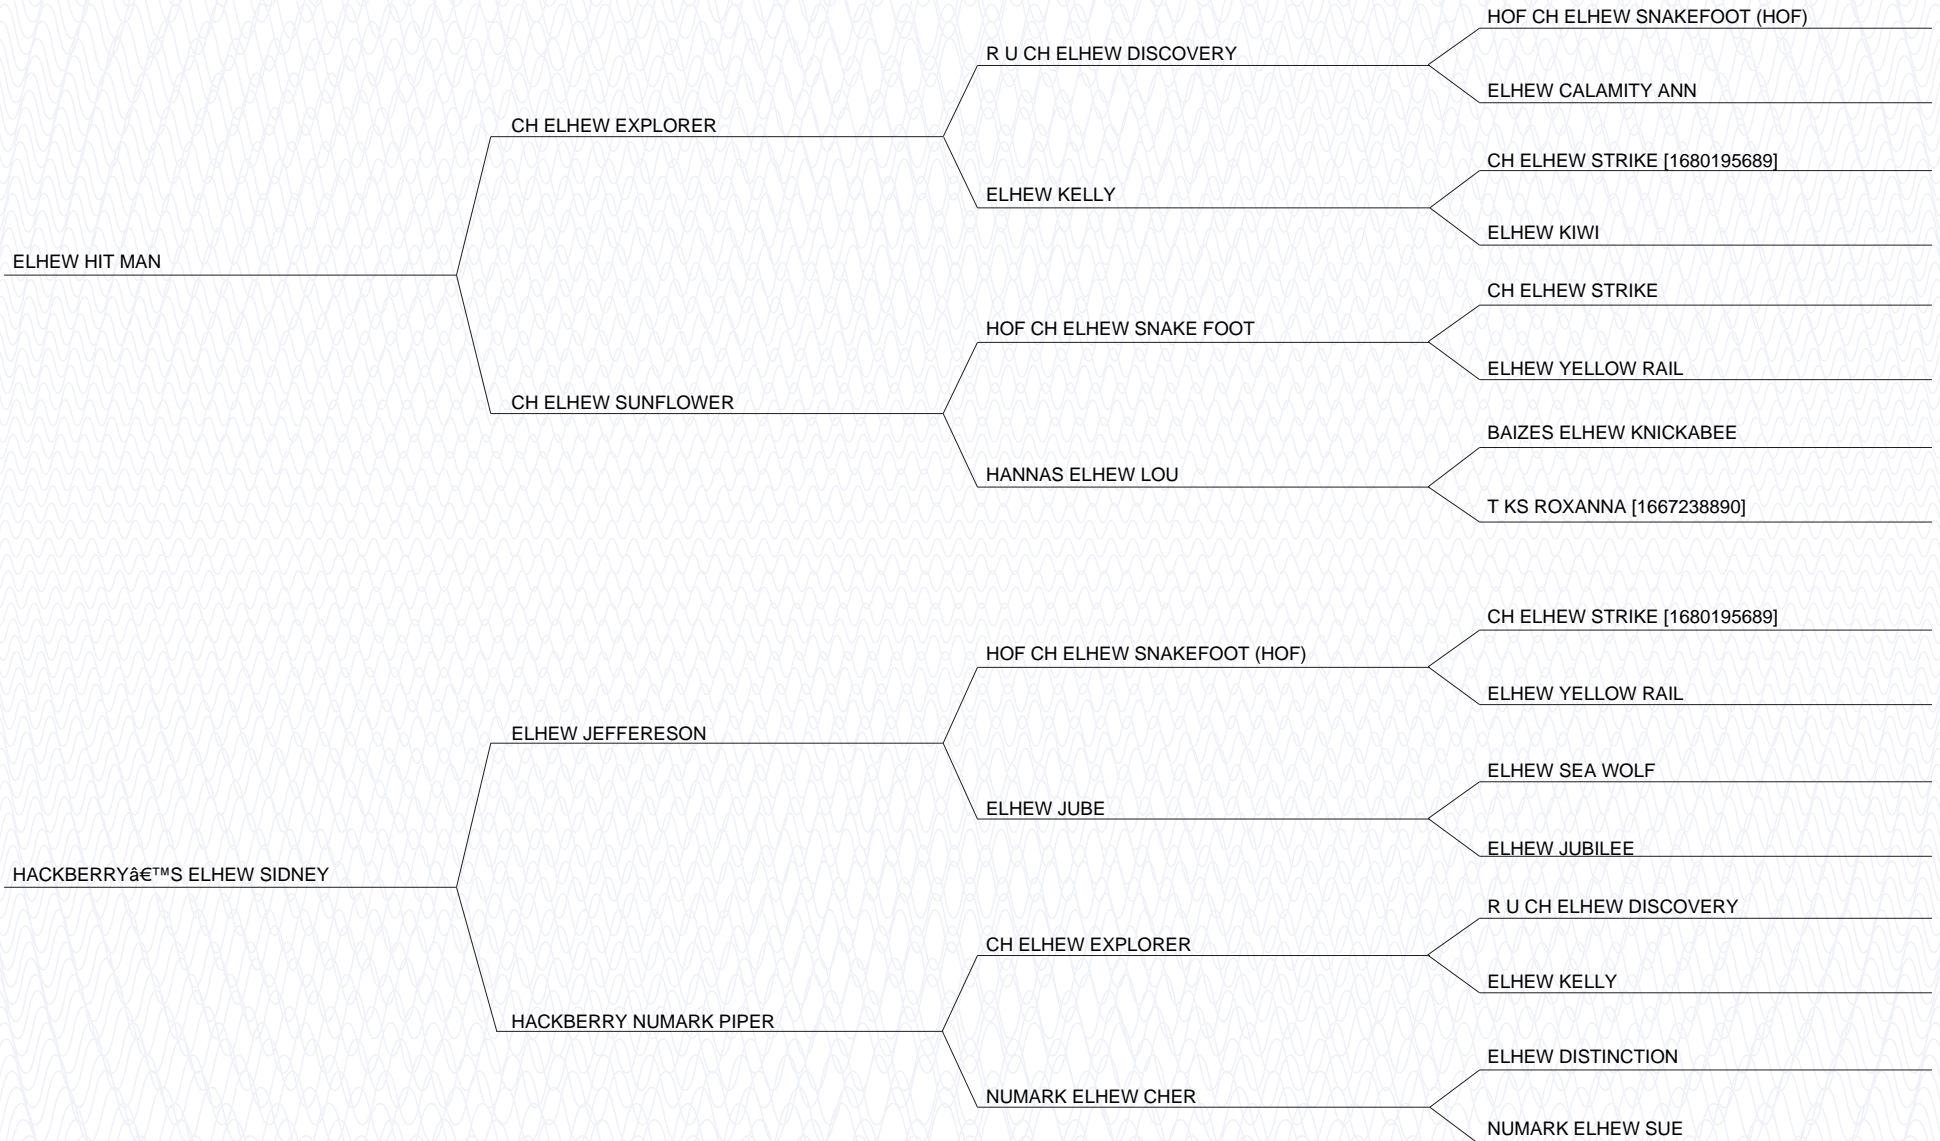 HOF CH ELHEW SNAKEFOOT (HOF)
R U CH ELHEW DISCOVERY
ELHEW CALAMITY ANN
CH ELHEW EXPLORER
CH ELHEW STRIKE [1680195689]
ELHEW KELLY
ELHEW KIWI
ELHEW HIT MAN
CH ELHEW STRIKE
HOF CH ELHEW SNAKE FOOT
ELHEW YELLOW RAIL
CH ELHEW SUNFLOWER
BAIZES ELHEW KNICKABEE
HANNAS ELHEW LOU
T KS ROXANNA [1667238890]
CH ELHEW STRIKE [1680195689]
HOF CH ELHEW SNAKEFOOT (HOF)
ELHEW YELLOW RAIL
ELHEW JEFFERESON
ELHEW SEA WOLF
ELHEW JUBE
ELHEW JUBILEE
HACKBERRYâ€™S ELHEW SIDNEY
R U CH ELHEW DISCOVERY
CH ELHEW EXPLORER
ELHEW KELLY
HACKBERRY NUMARK PIPER
ELHEW DISTINCTION
NUMARK ELHEW CHER
NUMARK ELHEW SUE